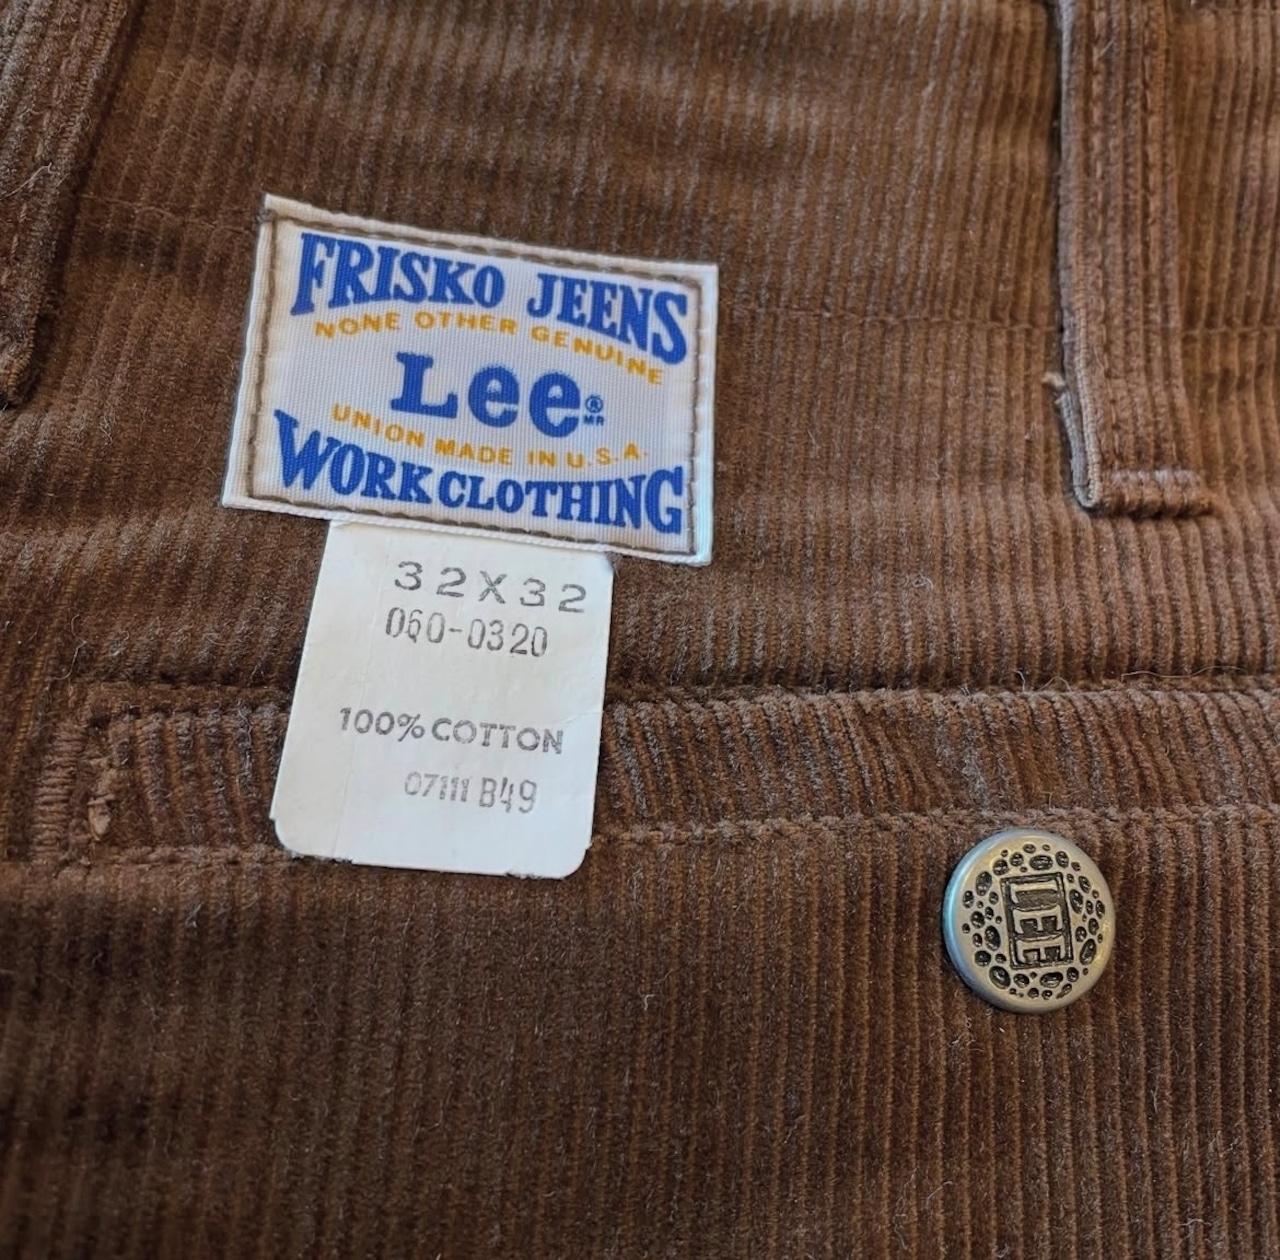 FRISKO JEENS
NONE OTHER GENUINE
Lee®
MR
UNION MADE IN U.S.A.
WORK CLOTHING
32X32
060-0320
100% COTTON
07111 B49
LEE